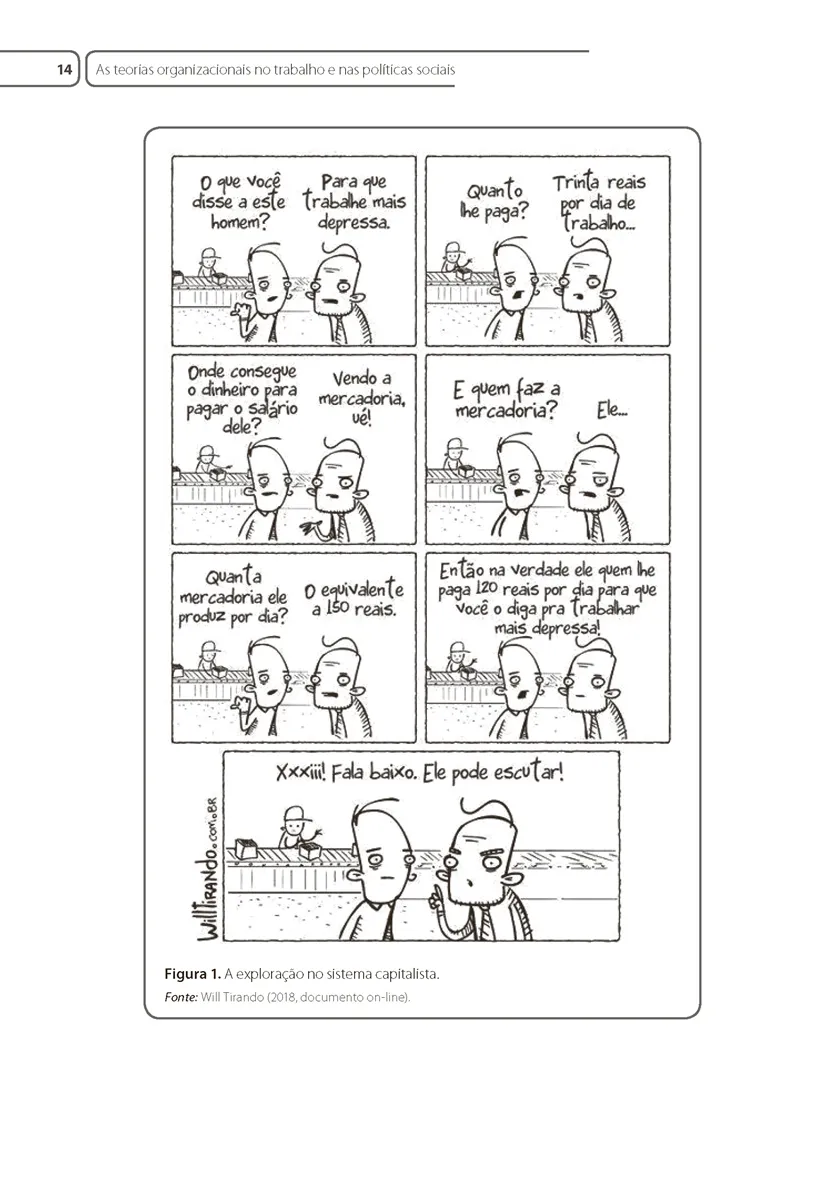 14
As teorias organizacionais no trabalho e nas políticas sociais
O que você
disse a este
homem?
Para que
trabalhe mais
depressa.
Quanto
lhe paga?
Trinta reais
por dia de
trabalho...
Onde consegue
o dinheiro para
pagar o salário
dele?
Vendo a
mercadoria,
ué!
E quem faz a
mercadoria?
Ele...
Quanta
mercadoria ele
produz por dia?
O equivalente
a 150 reais.
Então na verdade ele quem lhe
paga 120 reais por dia para que
você o diga pra trabalhar
mais depressa!
Xxxiii! Fala baixo. Ele pode escutar!
WillTIRANDO.com.BR
Figura 1. A exploração no sistema capitalista.
Fonte: Will Tirando (2018, documento on-line).